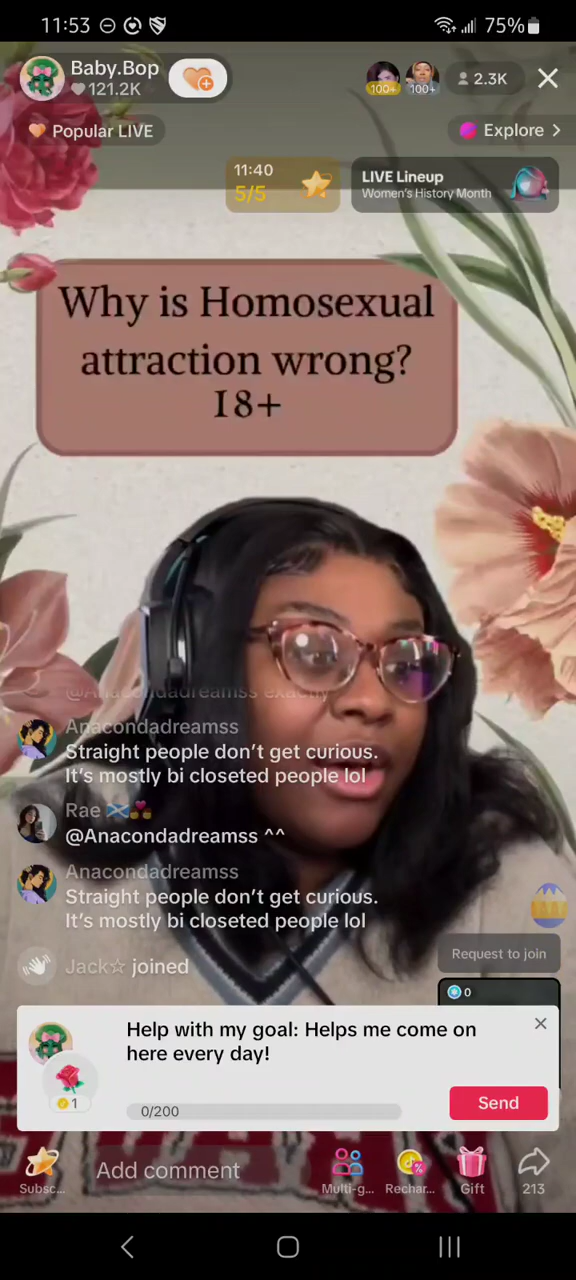 11:53
75%
Baby.Bop
121.2K
100+
100+
2.3K
Popular LIVE
Explore >
11:40
5/5
LIVE Lineup
Women's History Month
Why is Homosexual
attraction wrong?
18+
@Anacondadreamss exactly
Anacondadreamss
Straight people don't get curious.
It's mostly bi closeted people lol
Rae
@Anacondadreamss ^^
Anacondadreamss
Straight people don't get curious.
It's mostly bi closeted people lol
Jack☆ joined
Request to join
0
Help with my goal: Helps me come on
here every day!
1
0/200
Send
Add comment
Subsc...
Multi-g...
Rechar...
Gift
213